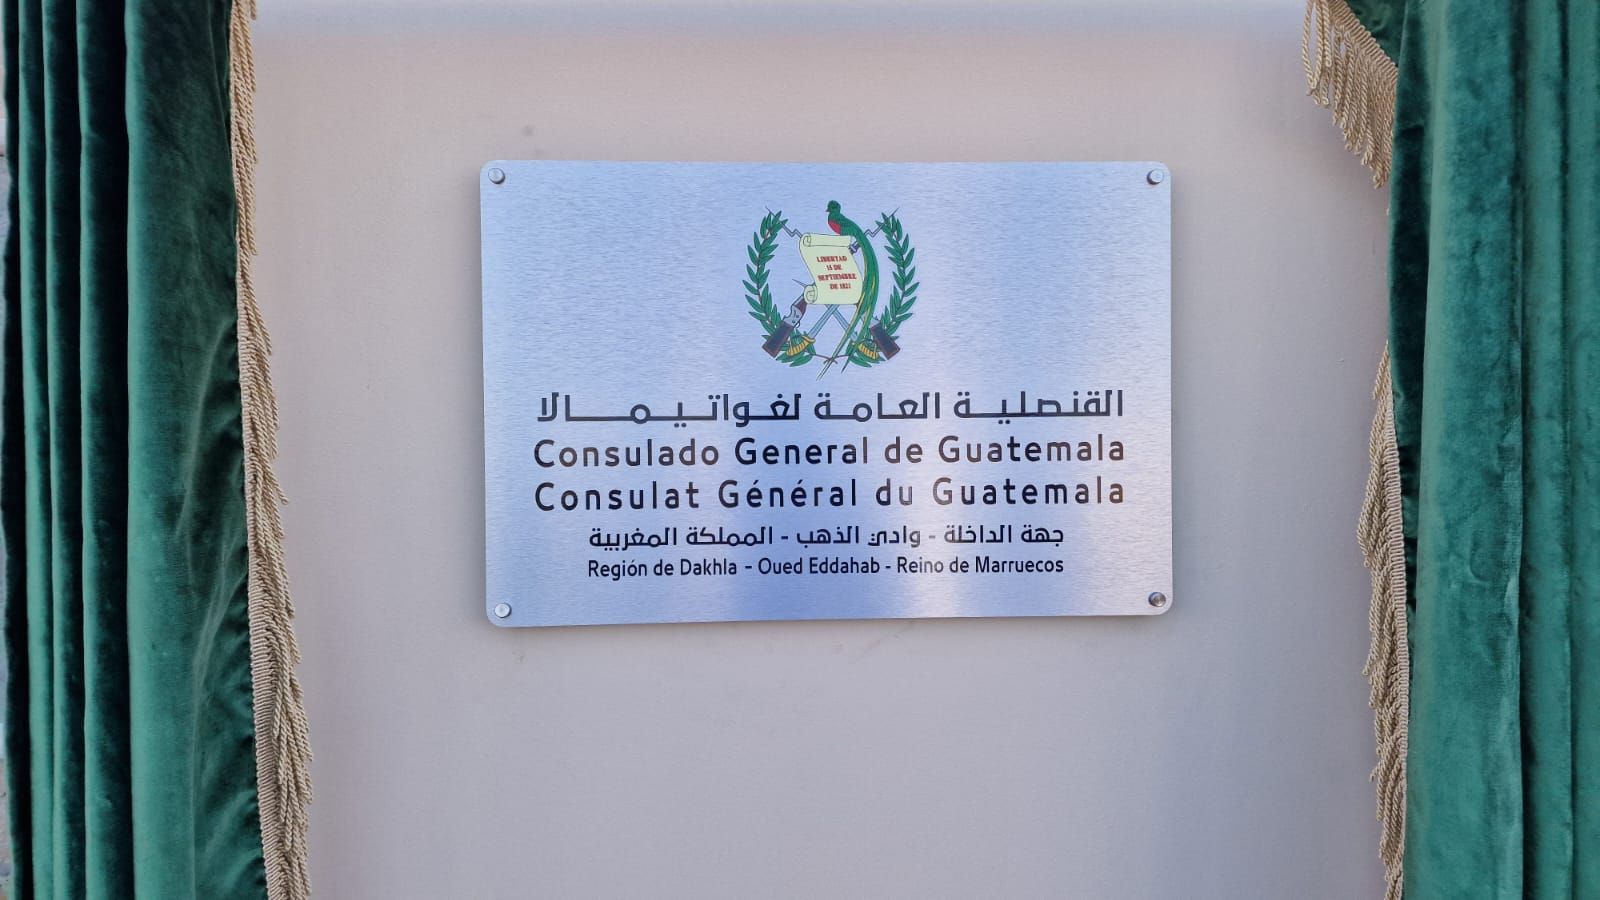 LIBERTAD
15 DE
SEPTIEMBRE
DE 1821
القنصلية العامة لغواتيمالا
Consulado General de Guatemala
Consulat Général du Guatemala
جهة الداخلة - وادي الذهب - المملكة المغربية
Región de Dakhla – Oued Eddahab - Reino de Marruecos